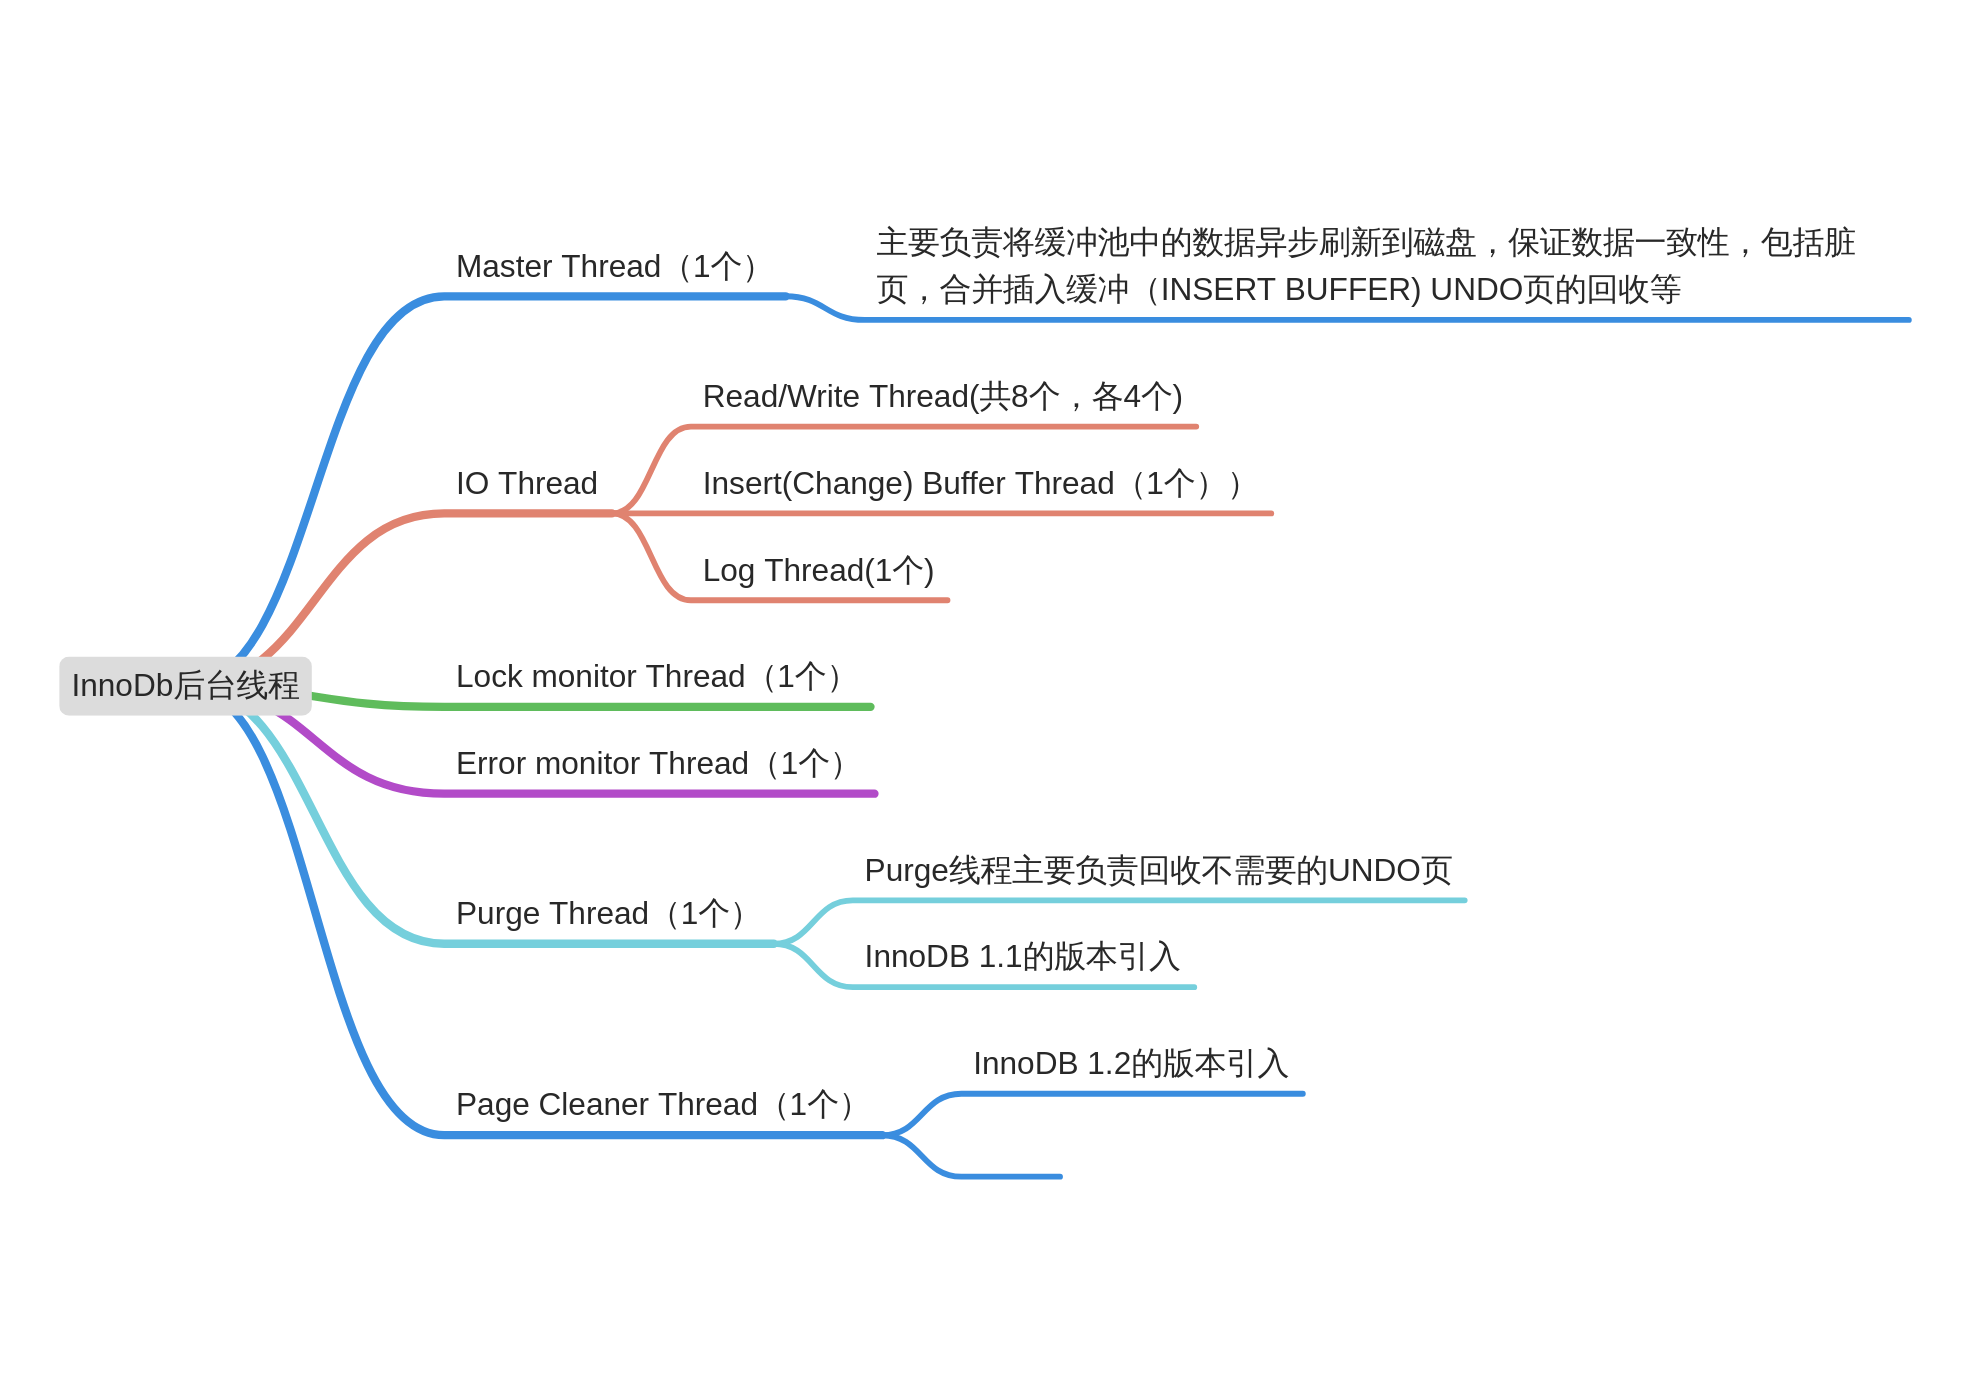 主要负责将缓冲池中的数据异步刷新到磁盘，保证数据一致性，包括脏
页，合并插入缓冲（INSERT BUFFER) UNDO页的回收等
Master Thread（1个）
Read/Write Thread(共8个，各4个)
IO Thread
Insert(Change) Buffer Thread（1个））
Log Thread(1个)
InnoDb后台线程
Lock monitor Thread（1个）
Error monitor Thread（1个）
Purge线程主要负责回收不需要的UNDO页
Purge Thread（1个）
InnoDB 1.1的版本引入
InnoDB 1.2的版本引入
Page Cleaner Thread（1个）